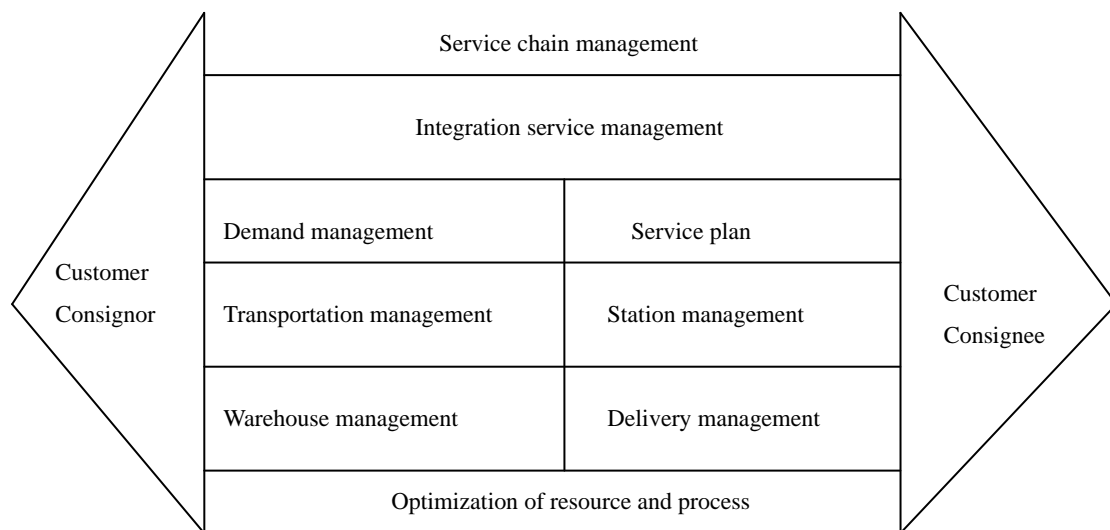 Service chain management
Integration service management
Demand management
Service plan
Customer
Consignor
Transportation management
Station management
Customer
Consignee
Warehouse management
Delivery management
Optimization of resource and process